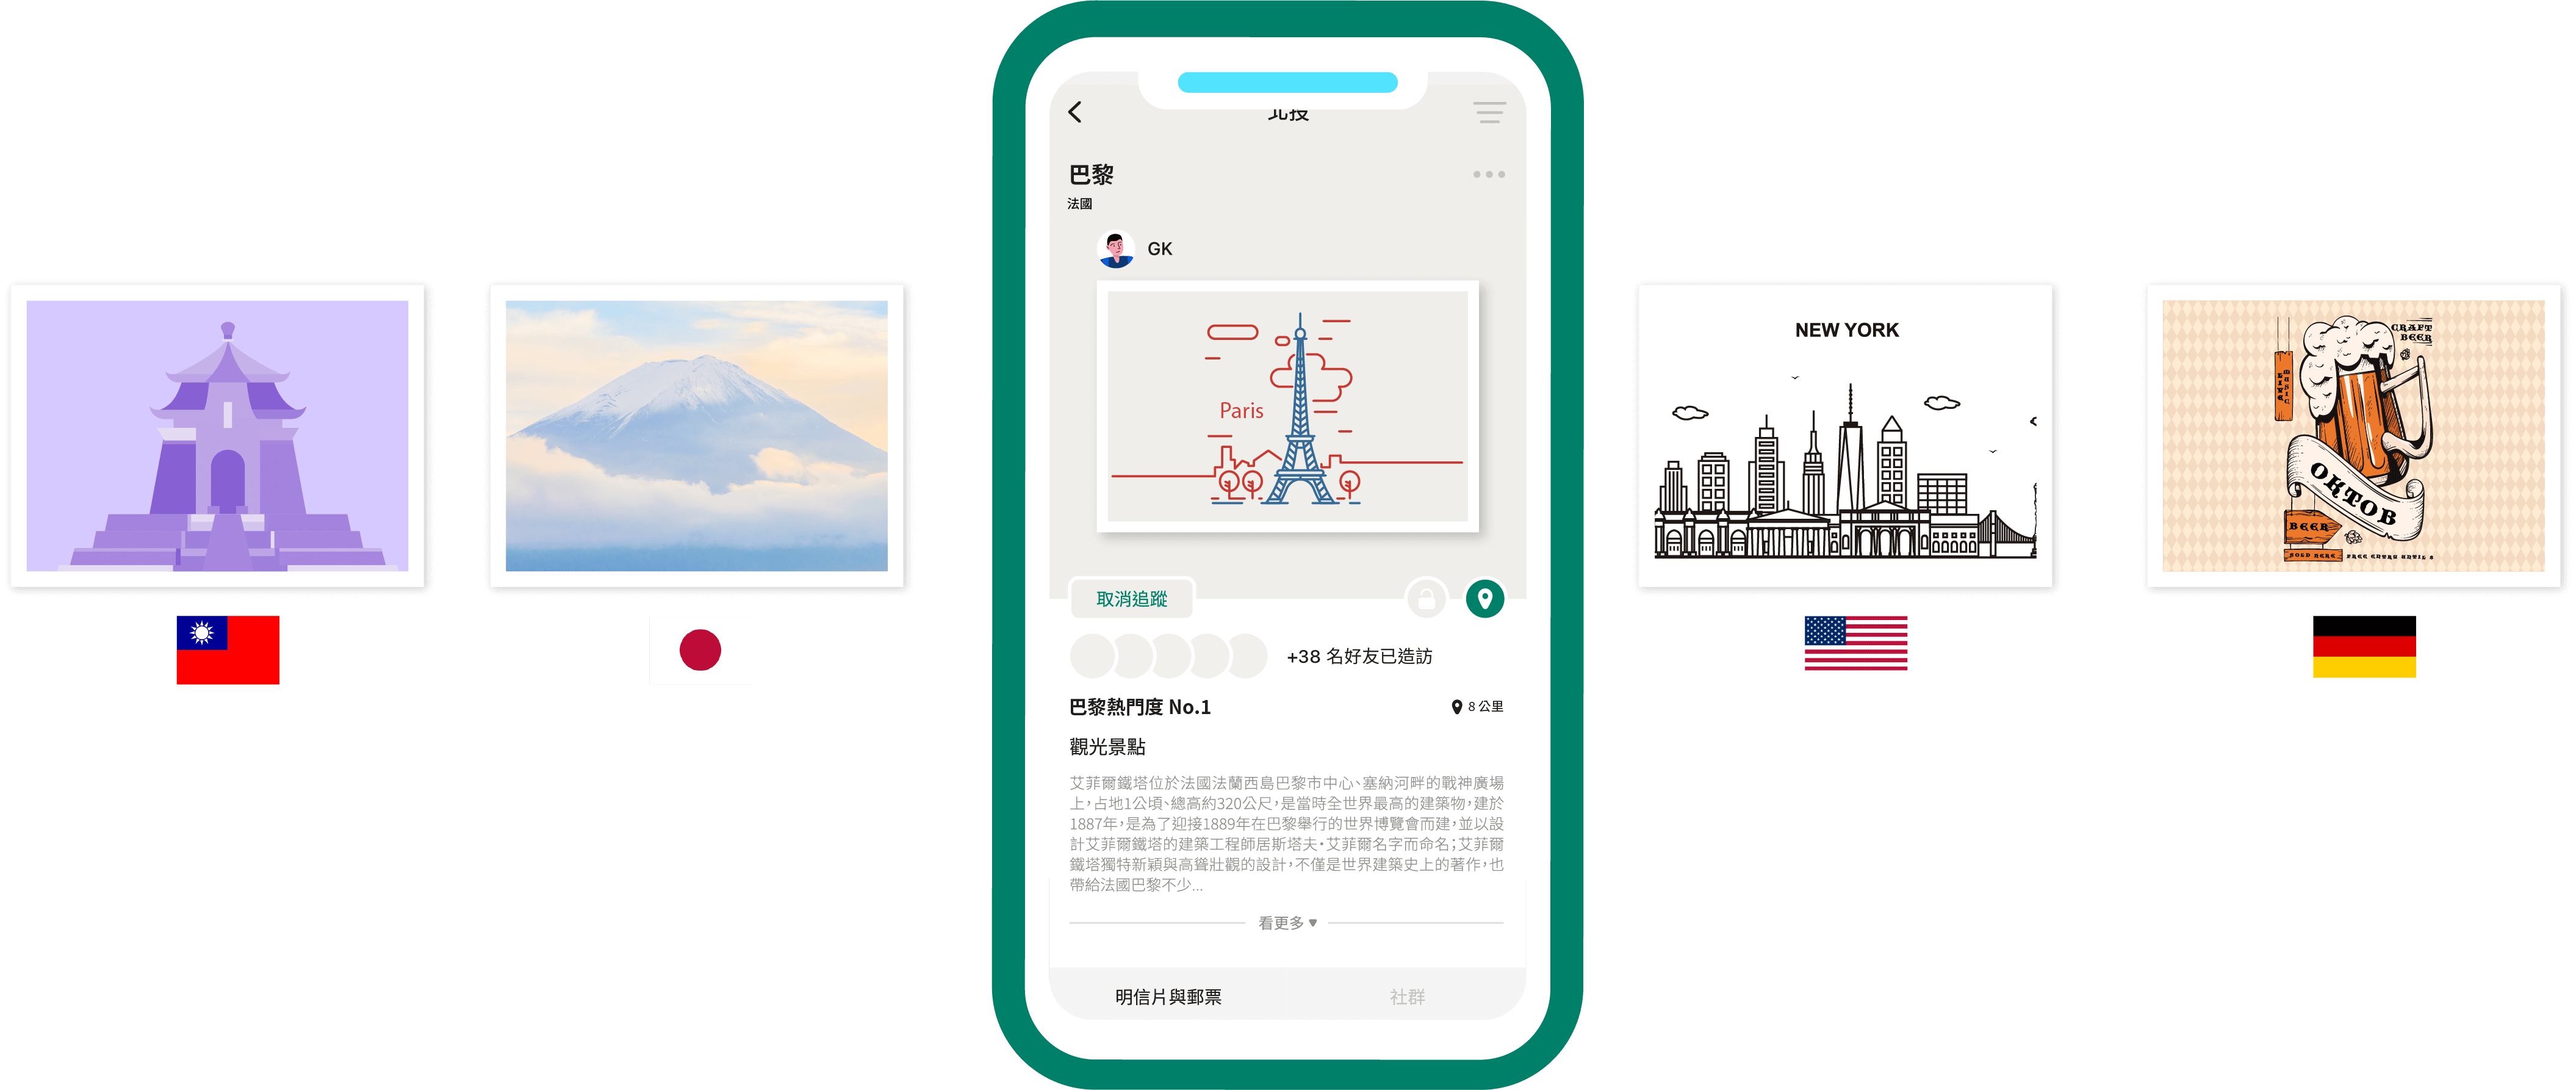 北投
巴黎
法國
GK
Paris
取消追蹤
+38 名好友已造訪
巴黎熱門度 No.1
8 公里
觀光景點
艾菲爾鐵塔位於法國法蘭西島巴黎市中心、塞納河畔的戰神廣場
上,占地1公頃、總高約320公尺,是當時全世界最高的建築物,建於
1887年,是為了迎接1889年在巴黎舉行的世界博覽會而建,並以設
計艾菲爾鐵塔的建築工程師居斯塔夫・艾菲爾名字而命名;艾菲爾
鐵塔獨特新穎與高聳壯觀的設計,不僅是世界建築史上的著作,也
帶給法國巴黎不少...
看更多 ▼
明信片與郵票
社群
NEW YORK
CRAFT
BEER
LIVE
MUSIC
OKTOB
BEER
SOLD HERE
FREE ENTRY UNTIL 8